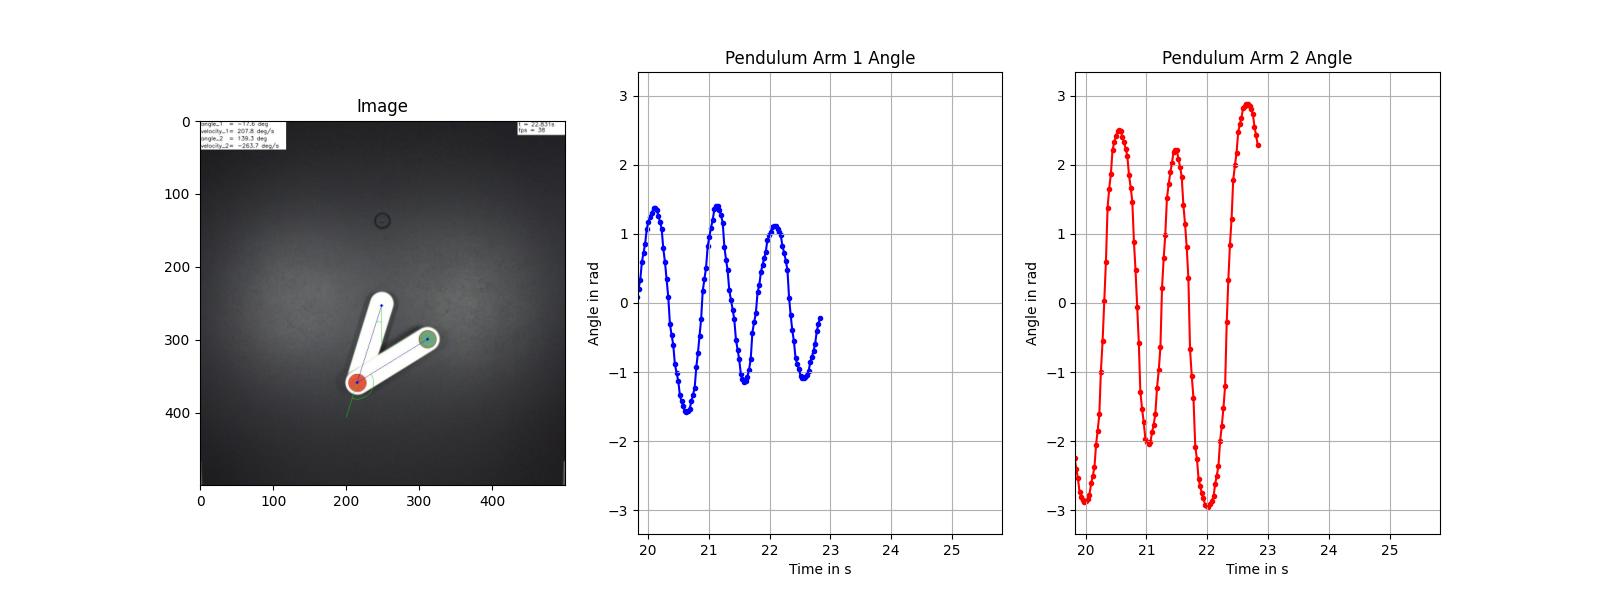 Image
Pendulum Arm 1 Angle
Pendulum Arm 2 Angle
angle_1 = -17.6 deg
velocity_1= 207.8 deg/s
angle_2 = 139.3 deg
velocity_2= -263.7 deg/s
t = 22.831s
fps = 38
0
100
200
300
400
0 100 200 300 400
Angle in rad
3
2
1
0
−1
−2
−3
20 21 22 23 24 25
Time in s
Angle in rad
3
2
1
0
−1
−2
−3
20 21 22 23 24 25
Time in s